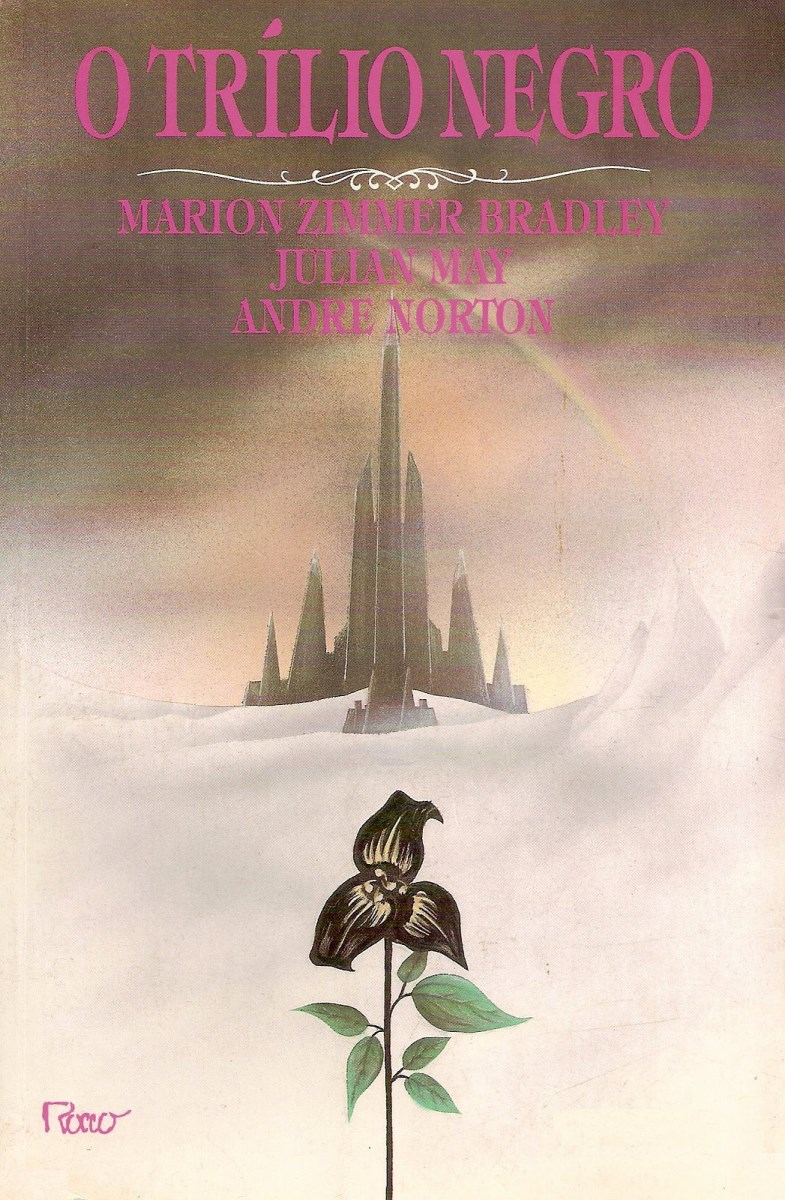 O TRÍLIO NEGRO
MARION ZIMMER BRADLEY
JULIAN MAY
ANDRE NORTON
Rocco